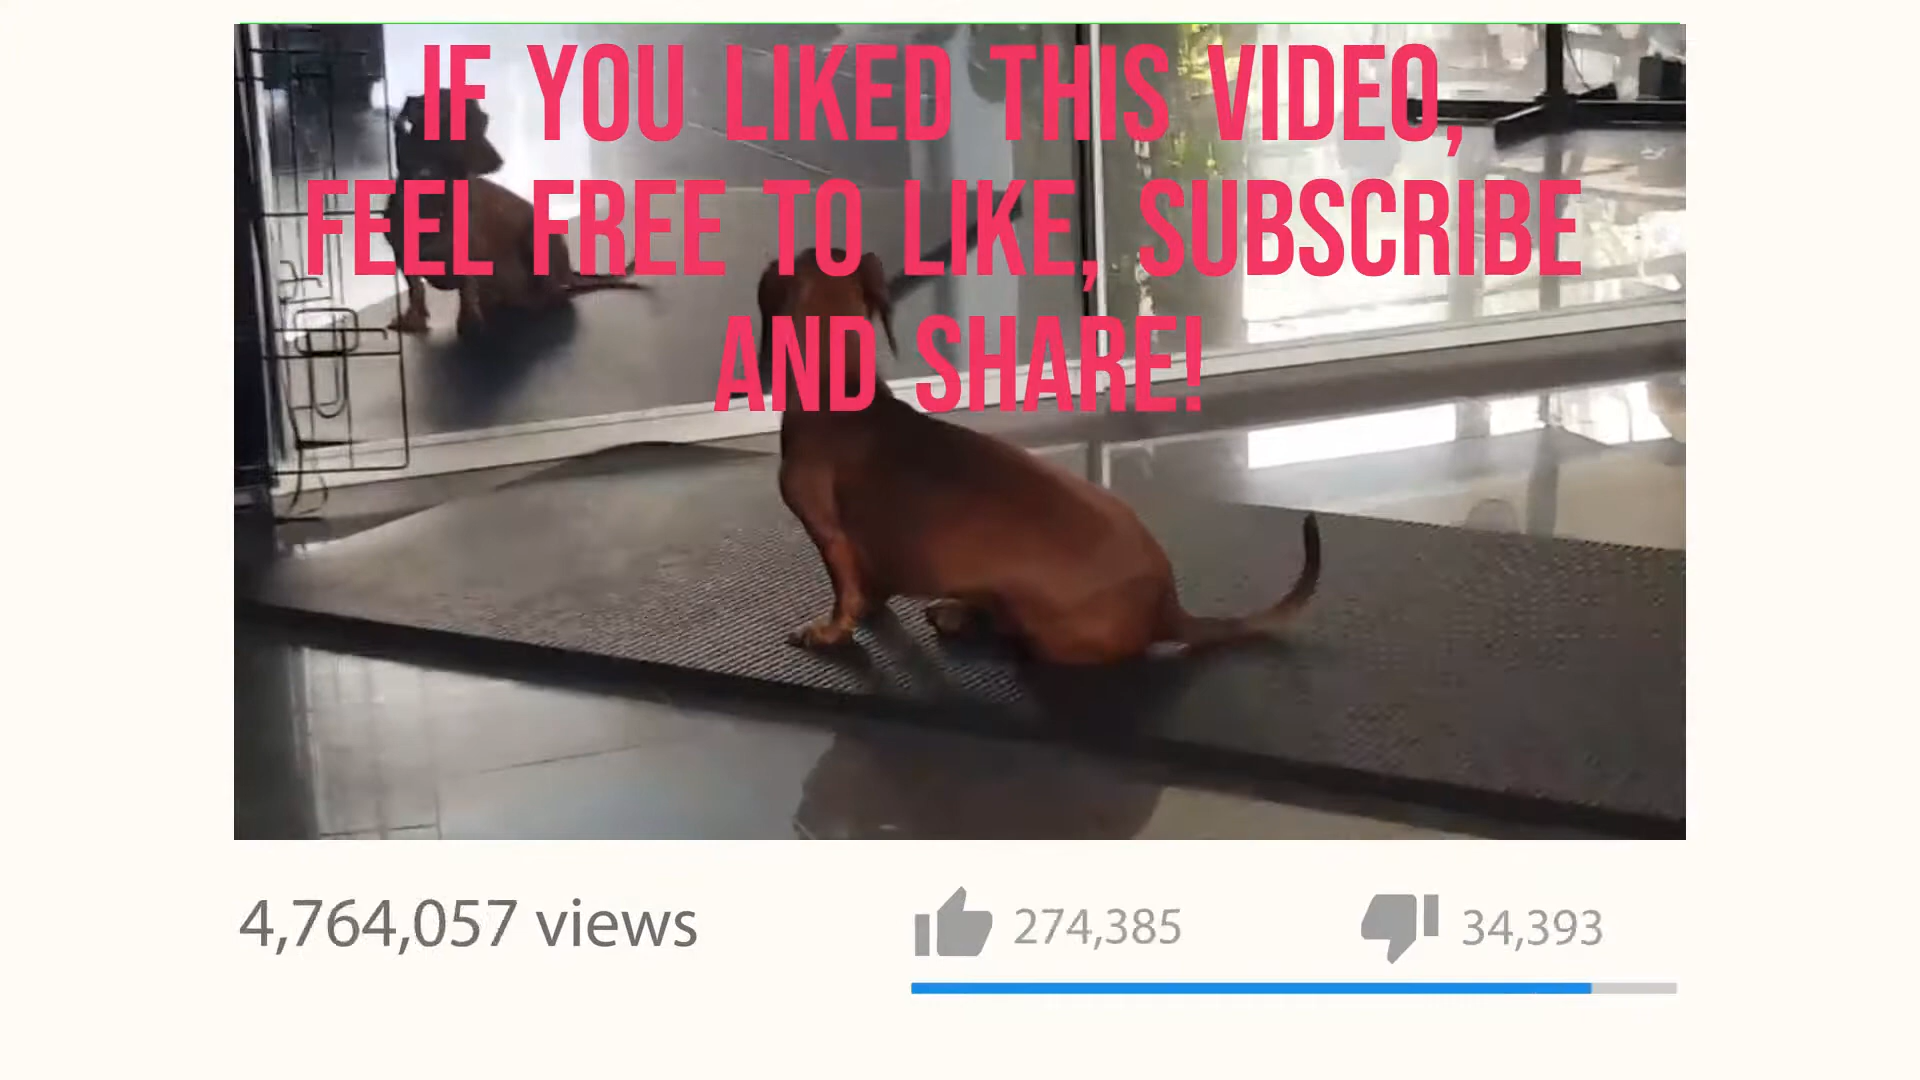 IF YOU LIKED THIS VIDEO,
FEEL FREE TO LIKE, SUBSCRIBE
AND SHARE!
4,764,057 views
274,385
34,393